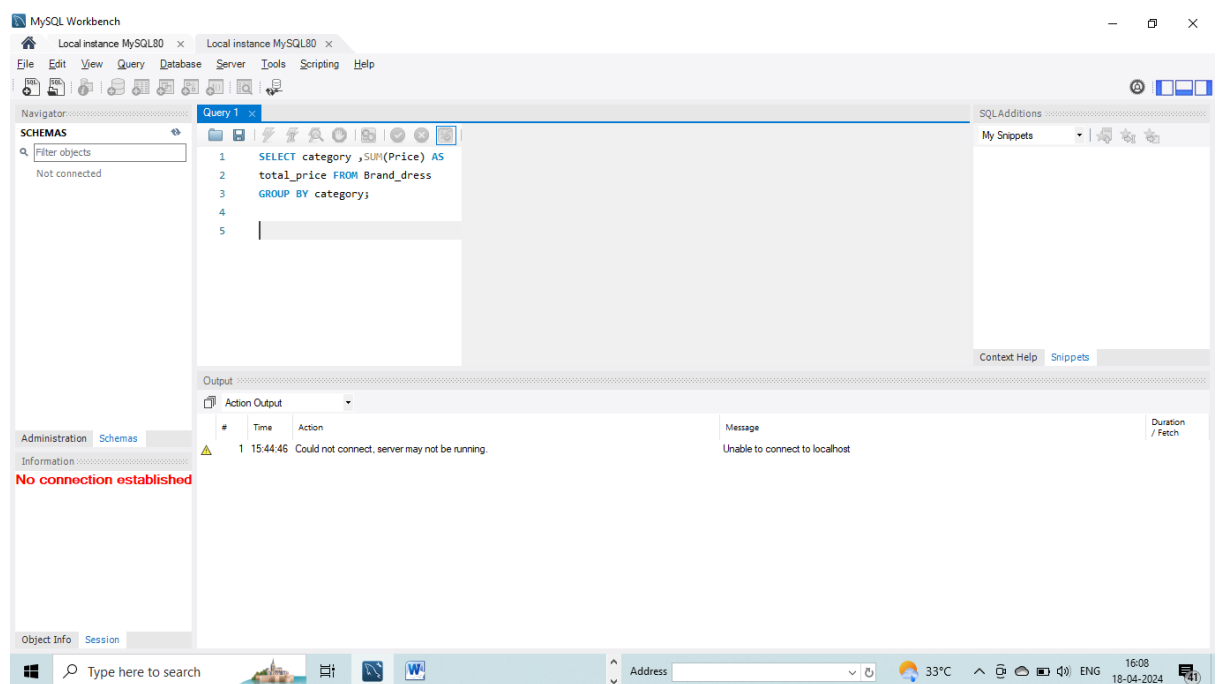 MySQL Workbench
Local instance MySQL80 × Local instance MySQL80 ×
File Edit View Query Database Server Tools Scripting Help
Navigator
Query 1 ×
SQLAdditions
SCHEMAS
My Snippets
Filter objects
Not connected
1 SELECT category ,SUM(Price) AS
2 total_price FROM Brand_dress
3 GROUP BY category;
4
5
Context Help Snippets
Output
Action Output
# Time Action Message Duration / Fetch
1 15:44:46 Could not connect, server may not be running. Unable to connect to localhost
Administration Schemas
Information
No connection established
Object Info Session
Type here to search
Address
33°C
ENG
16:08
18-04-2024
41